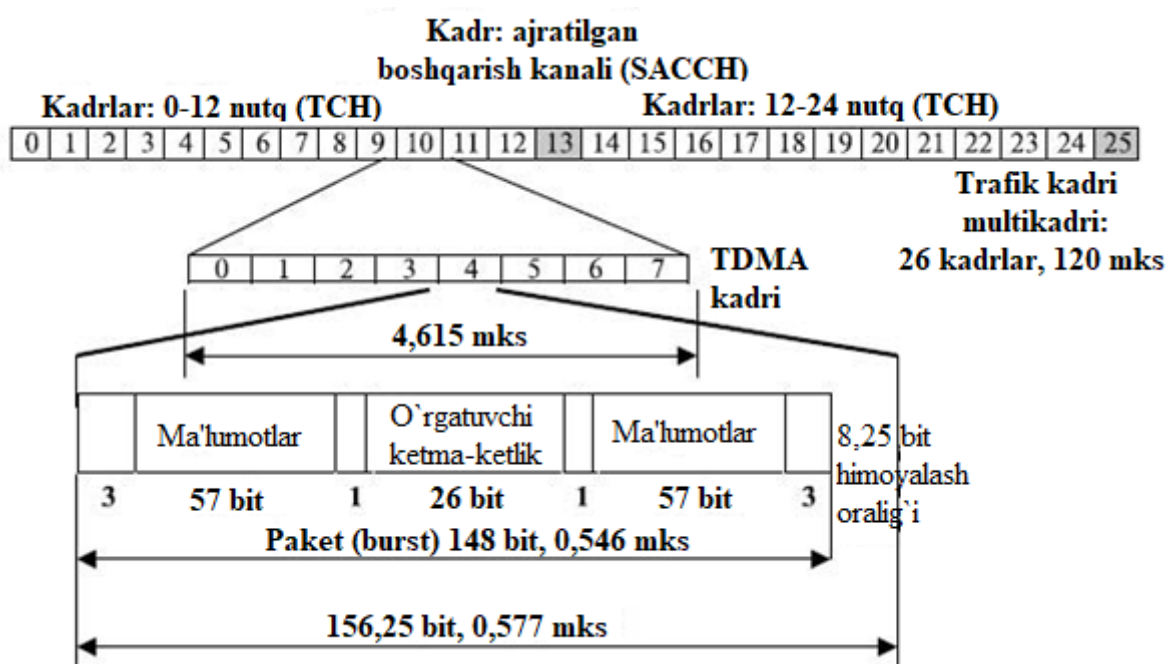 Kadr: ajratilgan
boshqarish kanali (SACCH)
Kadrlar: 0-12 nutq (TCH)
Kadrlar: 12-24 nutq (TCH)
0 1 2 3 4 5 6 7 8 9 10 11 12 13 14 15 16 17 18 19 20 21 22 23 24 25
Trafik kadri
multikadri:
26 kadrlar, 120 mks
0 1 2 3 4 5 6 7
TDMA
kadri
4,615 mks
Ma'lumotlar
O`rgatuvchi
ketma-ketlik
Ma'lumotlar
8,25 bit
himoyalash
oralig`i
3 57 bit 1 26 bit 1 57 bit 3
Paket (burst) 148 bit, 0,546 mks
156,25 bit, 0,577 mks